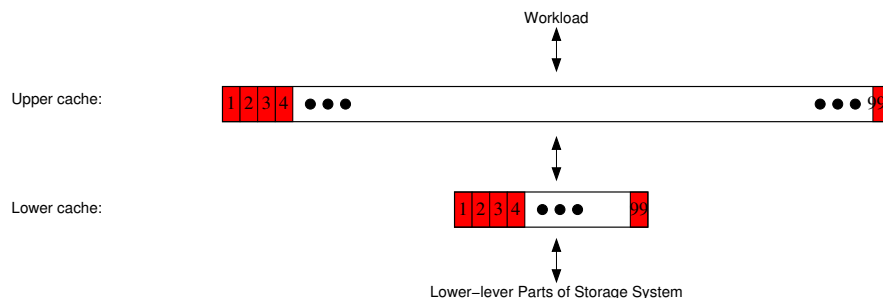 Workload
Upper cache: 1 2 3 4 99
Lower cache: 1 2 3 4 99
Lower-lever Parts of Storage System